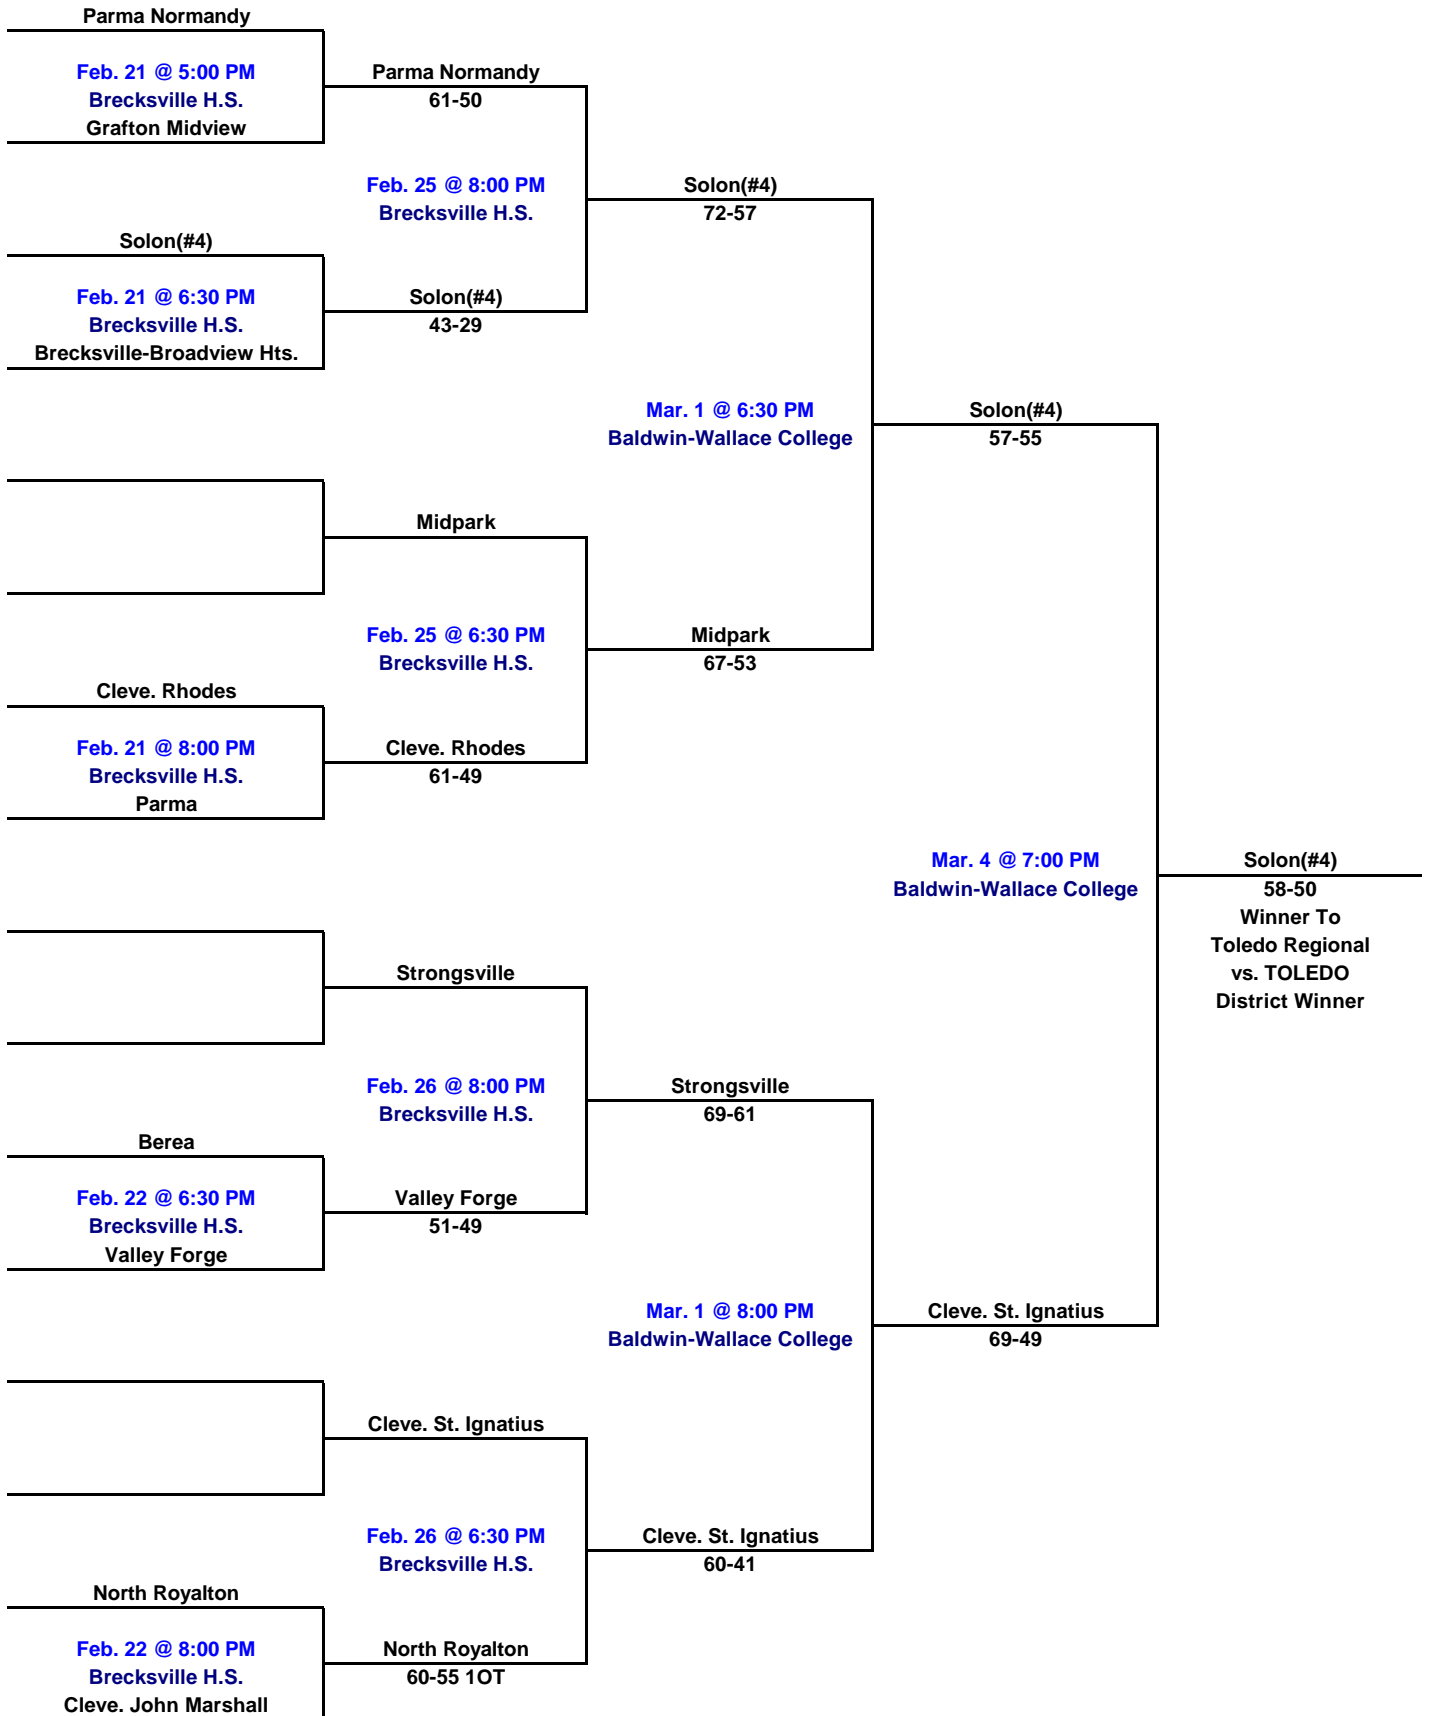 Parma Normandy
Feb. 21 @ 5:00 PM
Brecksville H.S.
Grafton Midview
Parma Normandy
61-50
Feb. 25 @ 8:00 PM
Brecksville H.S.
Solon(#4)
72-57
Solon(#4)
Feb. 21 @ 6:30 PM
Brecksville H.S.
Brecksville-Broadview Hts.
Solon(#4)
43-29
Mar. 1 @ 6:30 PM
Baldwin-Wallace College
Solon(#4)
57-55
Midpark
Feb. 25 @ 6:30 PM
Brecksville H.S.
Midpark
67-53
Cleve. Rhodes
Feb. 21 @ 8:00 PM
Brecksville H.S.
Parma
Cleve. Rhodes
61-49
Mar. 4 @ 7:00 PM
Baldwin-Wallace College
Solon(#4)
58-50
Winner To
Toledo Regional
vs. TOLEDO
District Winner
Strongsville
Feb. 26 @ 8:00 PM
Brecksville H.S.
Strongsville
69-61
Berea
Feb. 22 @ 6:30 PM
Brecksville H.S.
Valley Forge
Valley Forge
51-49
Mar. 1 @ 8:00 PM
Baldwin-Wallace College
Cleve. St. Ignatius
69-49
Cleve. St. Ignatius
Feb. 26 @ 6:30 PM
Brecksville H.S.
Cleve. St. Ignatius
60-41
North Royalton
Feb. 22 @ 8:00 PM
Brecksville H.S.
Cleve. John Marshall
North Royalton
60-55 1OT